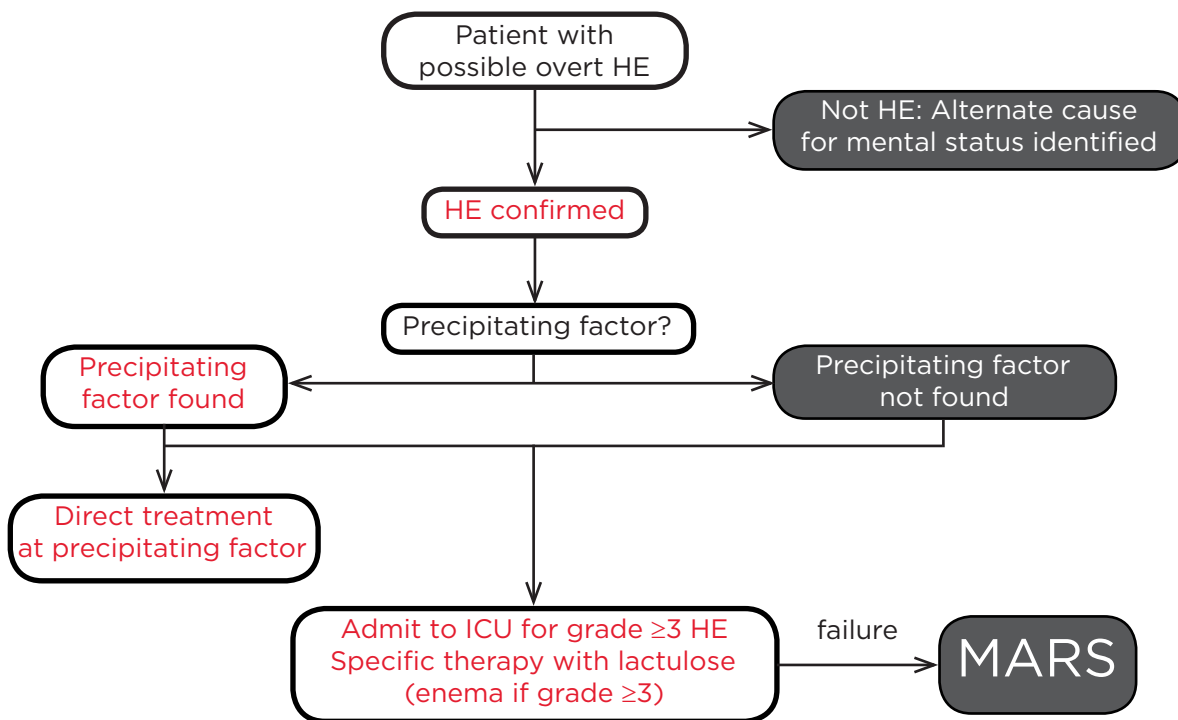 Patient with
possible overt HE
Not HE: Alternate cause
for mental status identified
HE confirmed
Precipitating factor?
Precipitating
factor found
Precipitating factor
not found
Direct treatment
at precipitating factor
Admit to ICU for grade ≥3 HE
Specific therapy with lactulose
(enema if grade ≥3)
failure
MARS